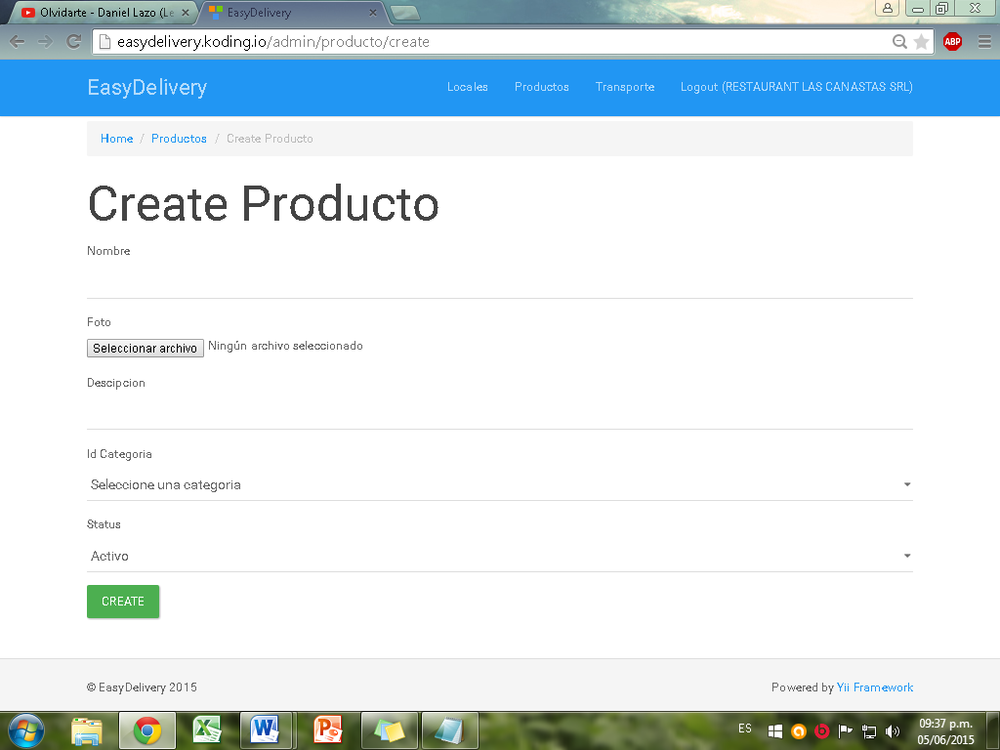 Olvidarte - Daniel Lazo (Le
EasyDelivery
easydelivery.koding.io/admin/producto/create
ABP
EasyDelivery
Locales
Productos
Transporte
Logout (RESTAURANT LAS CANASTAS SRL)
Home / Productos / Create Producto
Create Producto
Nombre
Foto
Seleccionar archivo Ningún archivo seleccionado
Descipcion
Id Categoria
Seleccione una categoria
Status
Activo
CREATE
© EasyDelivery 2015
Powered by Yii Framework
ES
09:37 p.m.
05/06/2015